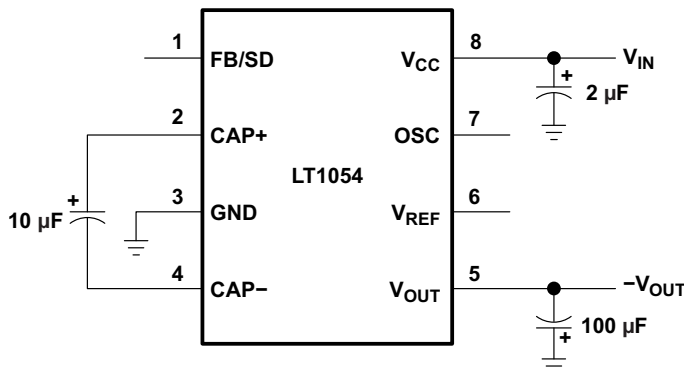 1 FB/SD VCC 8 VIN
+ 2 µF
2 CAP+ OSC 7
LT1054
+ 10 µF
3 GND VREF 6
4 CAP− VOUT 5 −VOUT
100 µF +